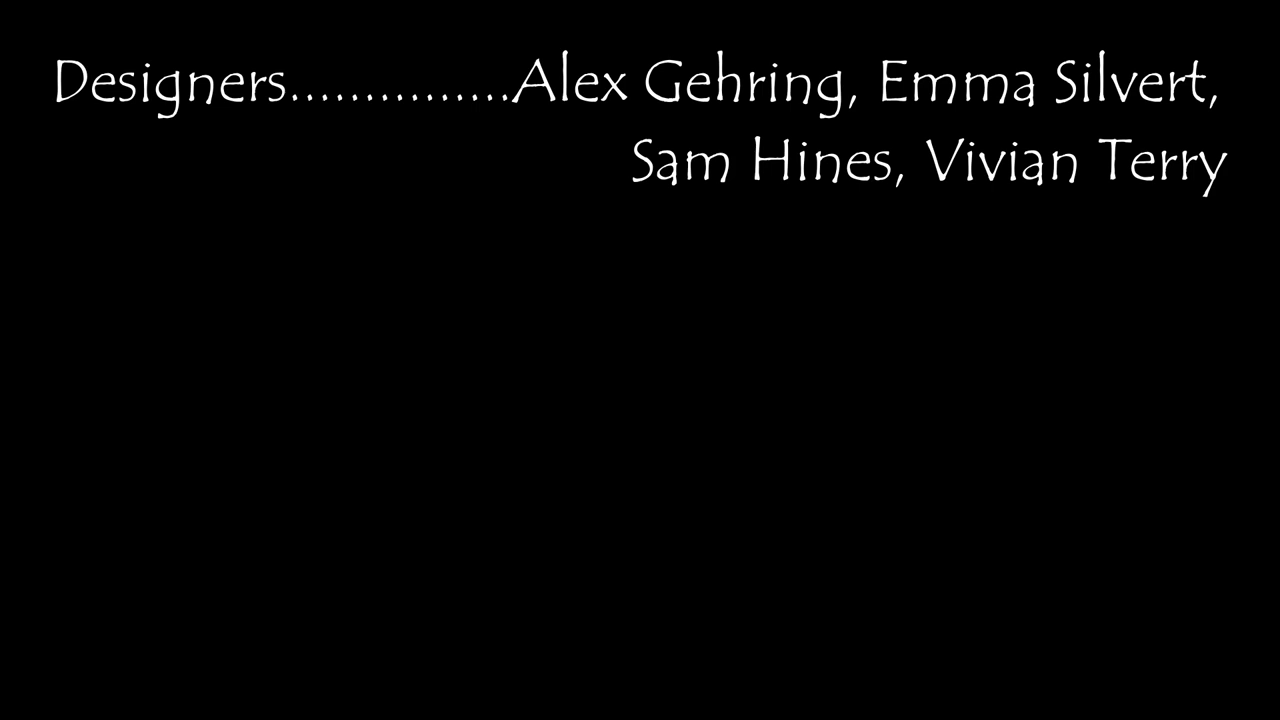 Designers...............Alex Gehring, Emma Silvert,
Sam Hines, Vivian Terry